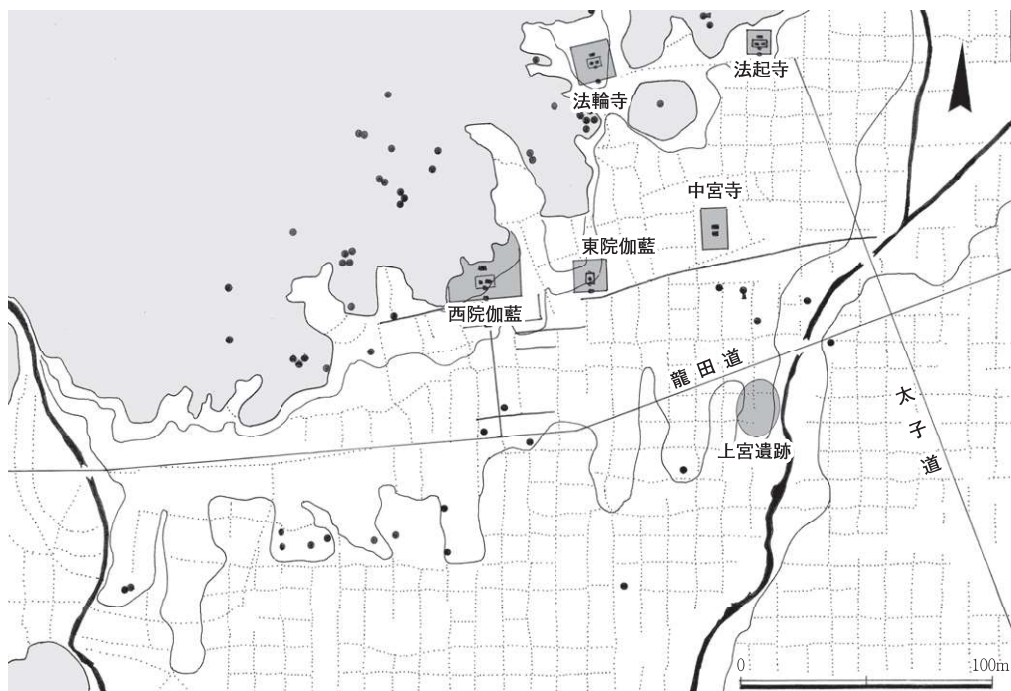 法起寺
法輪寺
中宮寺
東院伽藍
西院伽藍
龍田道
太子道
上宮遺跡
0 100m